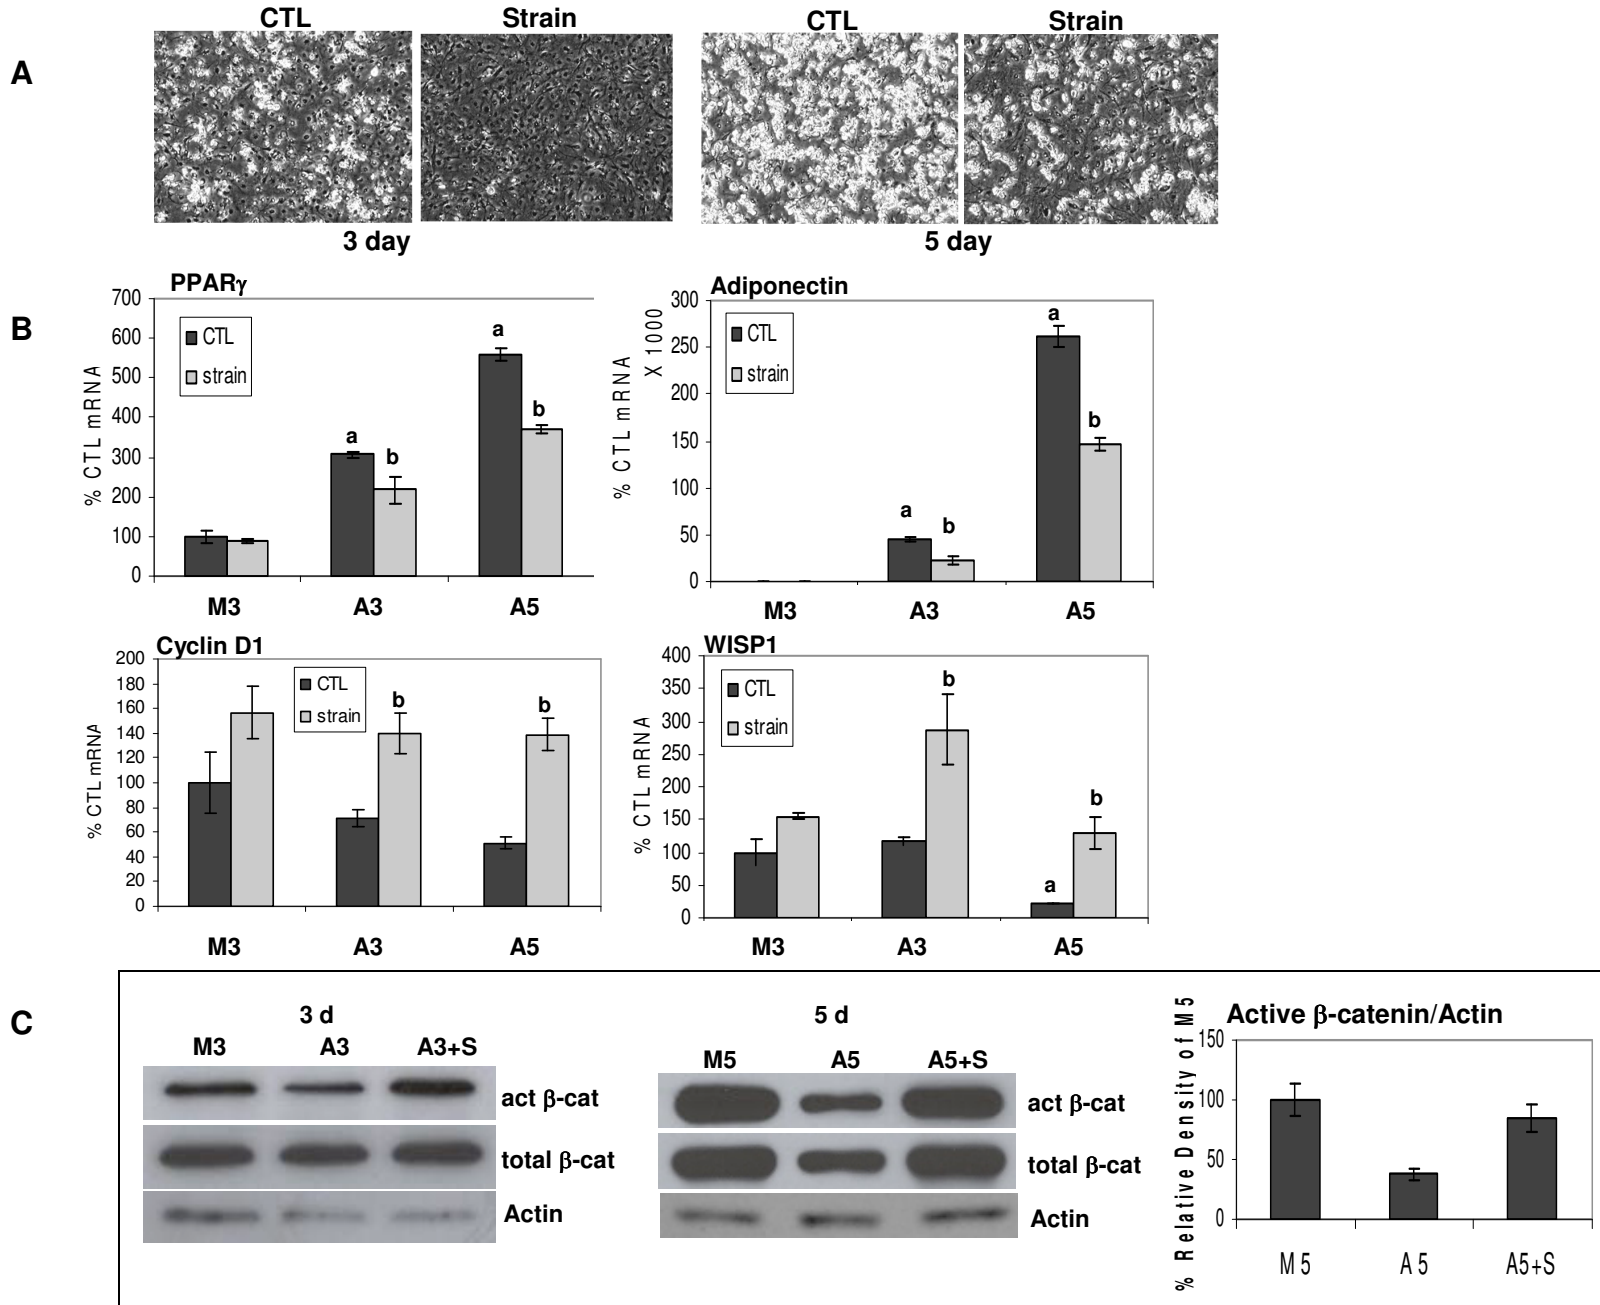 CTL Strain CTL Strain
A
3 day 5 day
B
PPARγ
% CTL mRNA
700
600
500
400
300
200
100
0
CTL
strain
a
b
a
b
M3 A3 A5
Adiponectin
% CTL mRNA
X 1000
300
250
200
150
100
50
0
CTL
strain
a
b
a
b
M3 A3 A5
Cyclin D1
% CTL mRNA
200
180
160
140
120
100
80
60
40
20
0
CTL
strain
b
b
M3 A3 A5
WISP1
% CTL mRNA
400
350
300
250
200
150
100
50
0
CTL
strain
b
a
b
M3 A3 A5
C
3 d
M3 A3 A3+S
act β-cat
total β-cat
Actin
5 d
M5 A5 A5+S
act β-cat
total β-cat
Actin
Active β-catenin/Actin
% Relative Density of M5
150
100
50
0
M5 A5 A5+S